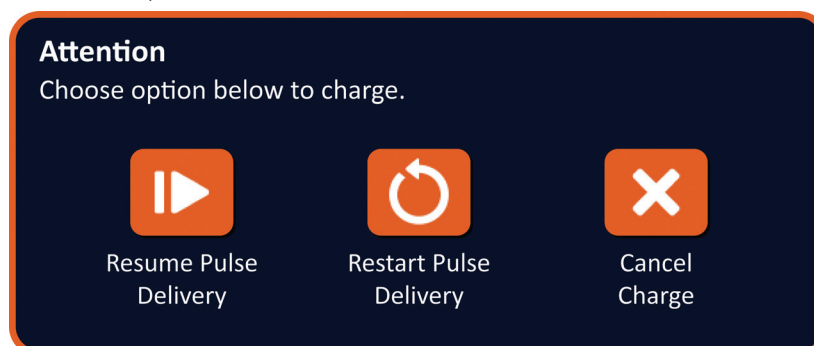 Attention
Choose option below to charge.
Resume Pulse
Delivery
Restart Pulse
Delivery
Cancel
Charge